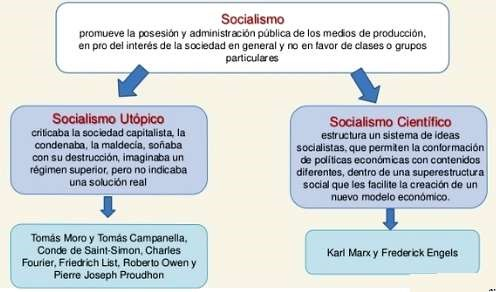 Socialismo
promueve la posesión y administración pública de los medios de producción,
en pro del interés de la sociedad en general y no en favor de clases o grupos
particulares
Socialismo Utópico
criticaba la sociedad capitalista, la
condenaba, la maldecía, soñaba
con su destrucción, imaginaba un
régimen superior, pero no indicaba
una solución real
Socialismo Científico
estructura un sistema de ideas
socialistas, que permiten la conformación
de políticas económicas con contenidos
diferentes, dentro de una superestructura
social que les facilite la creación de un
nuevo modelo económico.
Tomás Moro y Tomás Campanella,
Conde de Saint-Simon, Charles
Fourier, Friedrich List, Roberto Owen y
Pierre Joseph Proudhon
Karl Marx y Frederick Engels